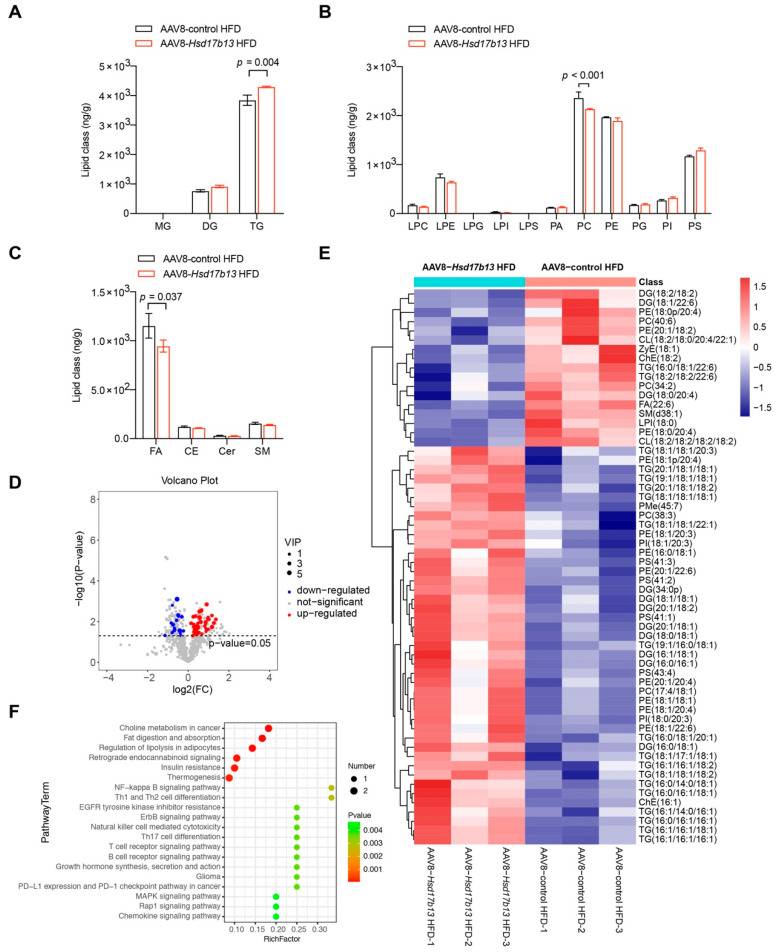 A
AAV8-control HFD
AAV8-Hsd17b13 HFD
p = 0.004
Lipid class (ng/g)
5×10³
4×10³
3×10³
2×10³
1×10³
0
MG DG TG
B
AAV8-control HFD
AAV8-Hsd17b13 HFD
p < 0.001
Lipid class (ng/g)
3×10³
2×10³
1×10³
0
LPC LPE LPG LPI LPS PA PC PE PG PI PS
C
AAV8-control HFD
AAV8-Hsd17b13 HFD
p = 0.037
Lipid class (ng/g)
1.5×10³
1.0×10³
5.0×10²
0.0
FA CE Cer SM
D
Volcano Plot
−log10(P−value)
10
8
6
4
2
0
−4 −2 0 2 4
log2(FC)
p−value=0.05
VIP
1
3
5
down−regulated
not−significant
up−regulated
E
AAV8−Hsd17b13 HFD AAV8−control HFD
Class
DG(18:2/18:2)
DG(18:1/22:6)
PE(18:0p/20:4)
PC(40:6)
PE(20:1/18:2)
CL(18:2/18:0/20:4/22:1)
ZyE(18:1)
ChE(18:2)
TG(16:0/18:1/22:6)
TG(18:2/18:2/22:6)
PC(34:2)
DG(18:0/20:4)
FA(22:6)
SM(d38:1)
LPI(18:0)
PE(18:0/20:4)
CL(18:2/18:2/18:2/18:2)
TG(18:1/18:1/20:3)
PE(18:1p/20:4)
TG(20:1/18:1/18:1)
TG(19:1/18:1/18:1)
TG(20:1/18:1/18:2)
TG(18:1/18:1/18:1)
PMe(45:7)
PC(38:3)
TG(18:1/18:1/22:1)
PE(18:1/20:3)
PI(18:1/20:3)
PE(16:0/18:1)
PS(41:3)
PE(20:1/22:6)
PS(41:2)
DG(34:0p)
DG(18:1/18:1)
DG(20:1/18:2)
PS(41:1)
DG(20:1/18:1)
DG(18:0/18:1)
TG(19:1/16:0/18:1)
DG(16:1/18:1)
DG(16:0/16:1)
PS(43:4)
PE(20:1/20:4)
PC(17:4/18:1)
PE(18:1/18:1)
PE(18:1/20:4)
PI(18:0/20:3)
PE(18:1/22:6)
TG(16:0/18:1/20:1)
DG(16:0/18:1)
TG(18:1/17:1/18:1)
TG(16:1/16:1/18:2)
TG(18:1/18:1/18:2)
TG(16:0/14:0/18:1)
TG(16:0/16:1/18:1)
ChE(16:1)
TG(16:1/14:0/16:1)
TG(16:0/16:1/16:1)
TG(16:1/16:1/18:1)
TG(16:1/16:1/16:1)
1.5
1
0.5
0
−0.5
−1
−1.5
AAV8−Hsd17b13 HFD−1
AAV8−Hsd17b13 HFD−2
AAV8−Hsd17b13 HFD−3
AAV8−control HFD−1
AAV8−control HFD−2
AAV8−control HFD−3
F
PathwayTerm
Choline metabolism in cancer
Fat digestion and absorption
Regulation of lipolysis in adipocytes
Retrograde endocannabinoid signaling
Insulin resistance
Thermogenesis
NF−kappa B signaling pathway
Th1 and Th2 cell differentiation
EGFR tyrosine kinase inhibitor resistance
ErbB signaling pathway
Natural killer cell mediated cytotoxicity
Th17 cell differentiation
T cell receptor signaling pathway
B cell receptor signaling pathway
Growth hormone synthesis, secretion and action
Glioma
PD−L1 expression and PD−1 checkpoint pathway in cancer
MAPK signaling pathway
Rap1 signaling pathway
Chemokine signaling pathway
0.10 0.15 0.20 0.25 0.30
RichFactor
Number
1
2
Pvalue
0.004
0.003
0.002
0.001